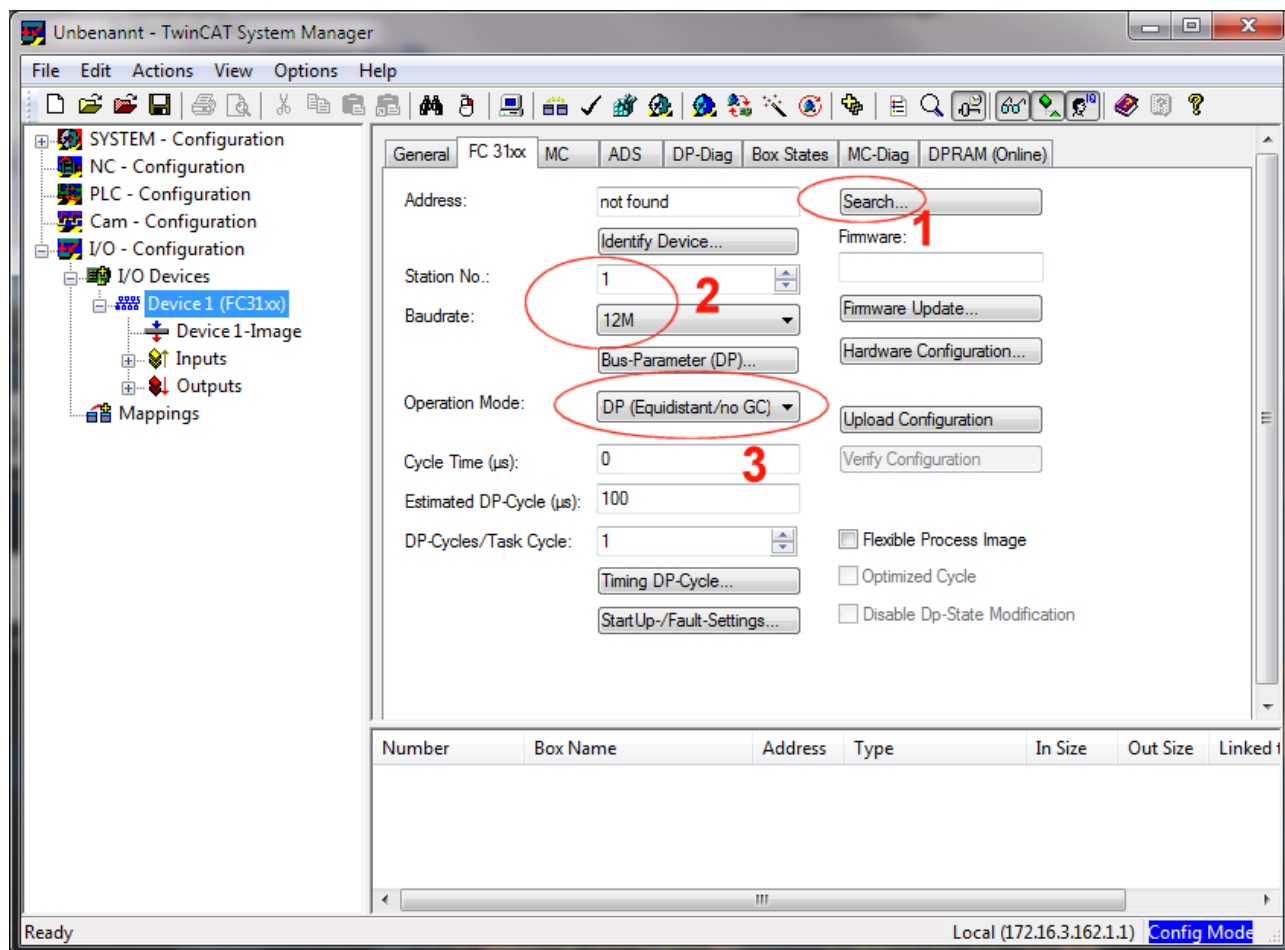 Unbenannt - TwinCAT System Manager
File Edit Actions View Options Help
SYSTEM - Configuration
NC - Configuration
PLC - Configuration
Cam - Configuration
I/O - Configuration
I/O Devices
Device 1 (FC31xx)
Device 1-Image
Inputs
Outputs
Mappings
General FC 31xx MC ADS DP-Diag Box States MC-Diag DPRAM (Online)
Address: not found Search...
1
Identify Device... Firmware:
Station No.: 1
2
Baudrate: 12M Firmware Update...
Bus-Parameter (DP)... Hardware Configuration...
Operation Mode: DP (Equidistant/no GC) Upload Configuration
3
Cycle Time (µs): 0 Verify Configuration
Estimated DP-Cycle (µs): 100
DP-Cycles/Task Cycle: 1 Flexible Process Image
Timing DP-Cycle... Optimized Cycle
StartUp-/Fault-Settings... Disable Dp-State Modification
Number Box Name Address Type In Size Out Size Linked t
Ready Local (172.16.3.162.1.1) Config Mode